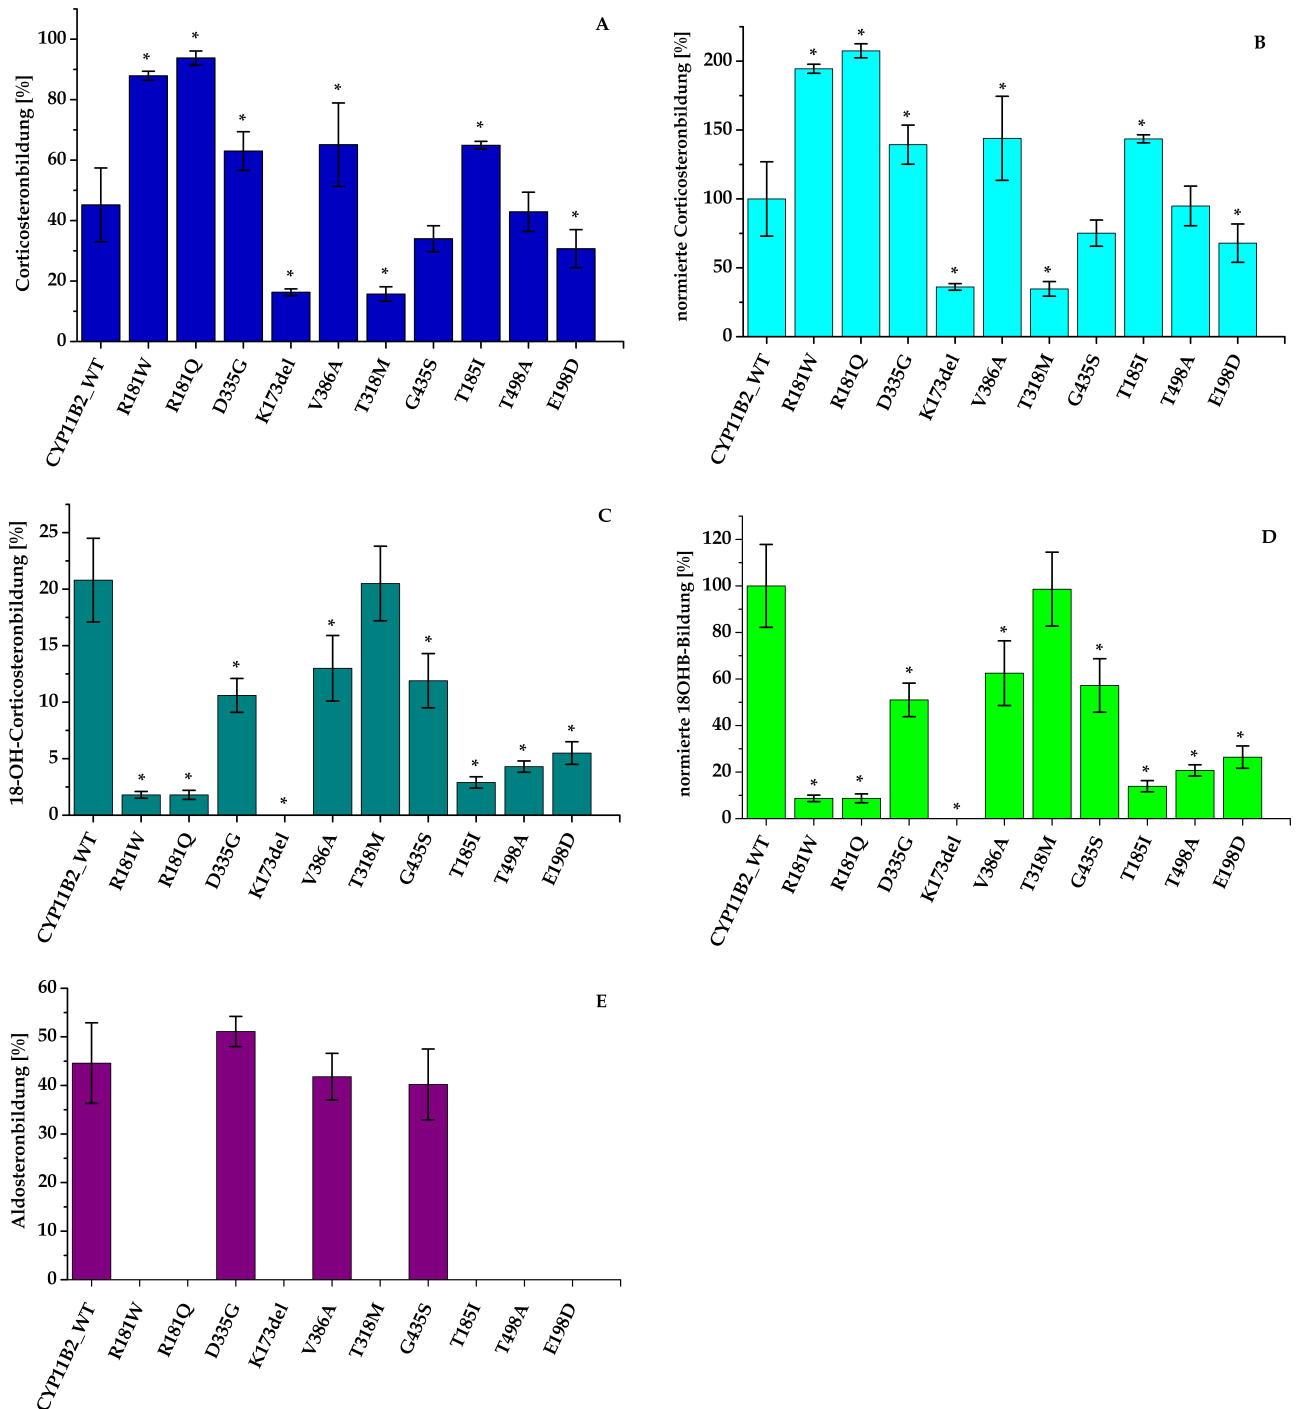 A
Corticosteronbildung [%]
100
80
60
40
20
0
* * * * * * * *
CYP11B2_WT
R181W
R181Q
D335G
K173del
V386A
T318M
G435S
T185I
T498A
E198D
B
normierte Corticosteronbildung [%]
200
150
100
50
0
* * * * * * * *
CYP11B2_WT
R181W
R181Q
D335G
K173del
V386A
T318M
G435S
T185I
T498A
E198D
C
18-OH-Corticosteronbildung [%]
25
20
15
10
5
0
* * * * * * * * *
CYP11B2_WT
R181W
R181Q
D335G
K173del
V386A
T318M
G435S
T185I
T498A
E198D
D
normierte 18OHB-Bildung [%]
120
100
80
60
40
20
0
* * * * * * * * *
CYP11B2_WT
R181W
R181Q
D335G
K173del
V386A
T318M
G435S
T185I
T498A
E198D
E
Aldosteronbildung [%]
60
50
40
30
20
10
0
CYP11B2_WT
R181W
R181Q
D335G
K173del
V386A
T318M
G435S
T185I
T498A
E198D